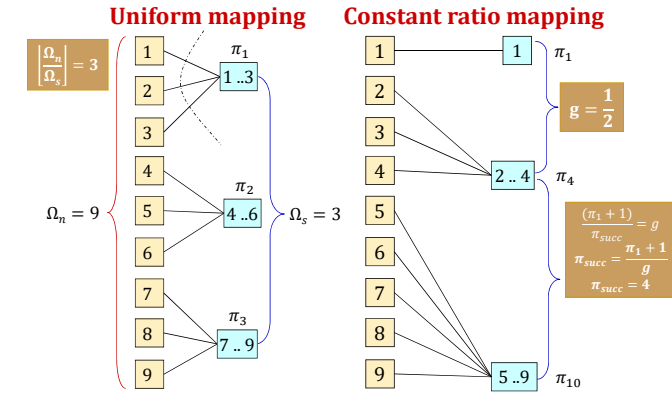 Uniform mapping
⌊Ωₙ/Ωₛ⌋ = 3
Ωₙ = 9
1
2
3
4
5
6
7
8
9
π₁
1 ..3
π₂
4 ..6
π₃
7 .. 9
Ωₛ = 3
Constant ratio mapping
1
2
3
4
5
6
7
8
9
1
π₁
2 .. 4
π₄
5 ..9
π₁₀
g = 1/2
(π₁ + 1)/πsucc = g
πsucc = π₁ + 1/g
πsucc = 4